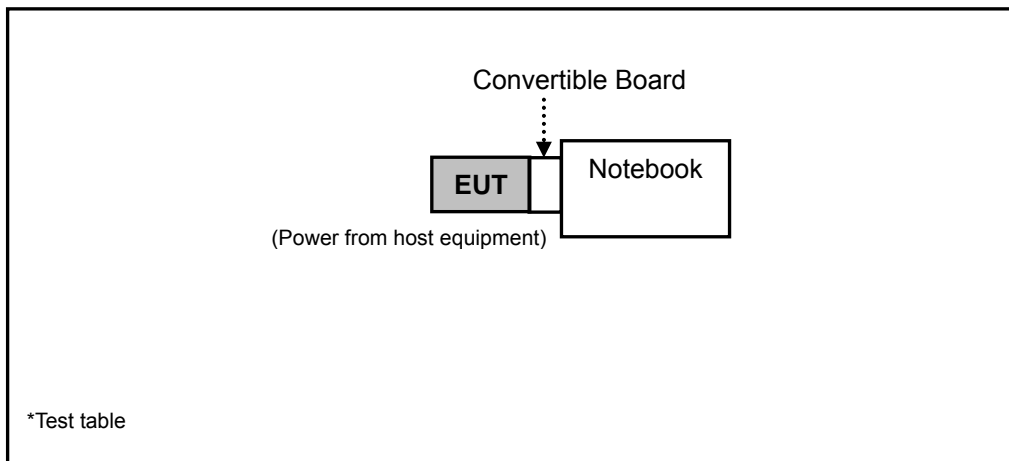 Convertible Board
EUT
Notebook
(Power from host equipment)
*Test table